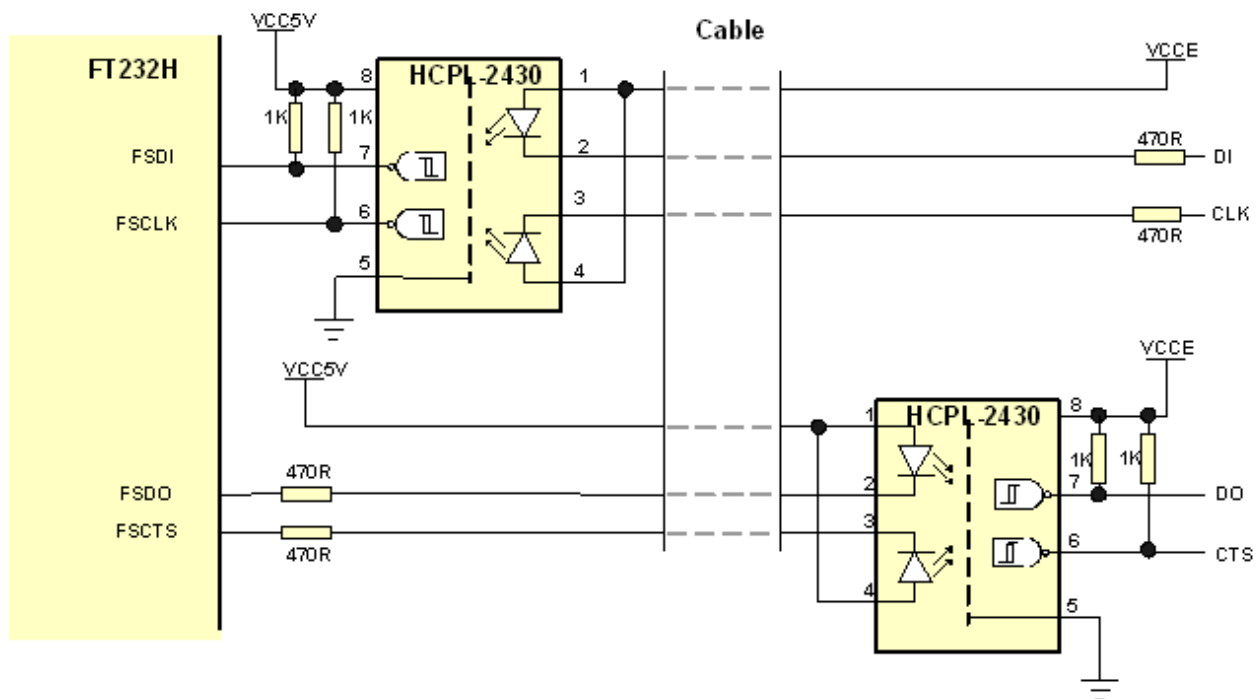 VCC5V
Cable
VCCE
FT232H
HCPL-2430
8
1
1K
1K
FSDI
7
2
470R
DI
FSCLK
6
3
470R
CLK
5
4
VCC5V
VCCE
HCPL-2430
1
8
1K
1K
FSDO
470R
2
7
DO
FSCTS
470R
3
6
CTS
4
5